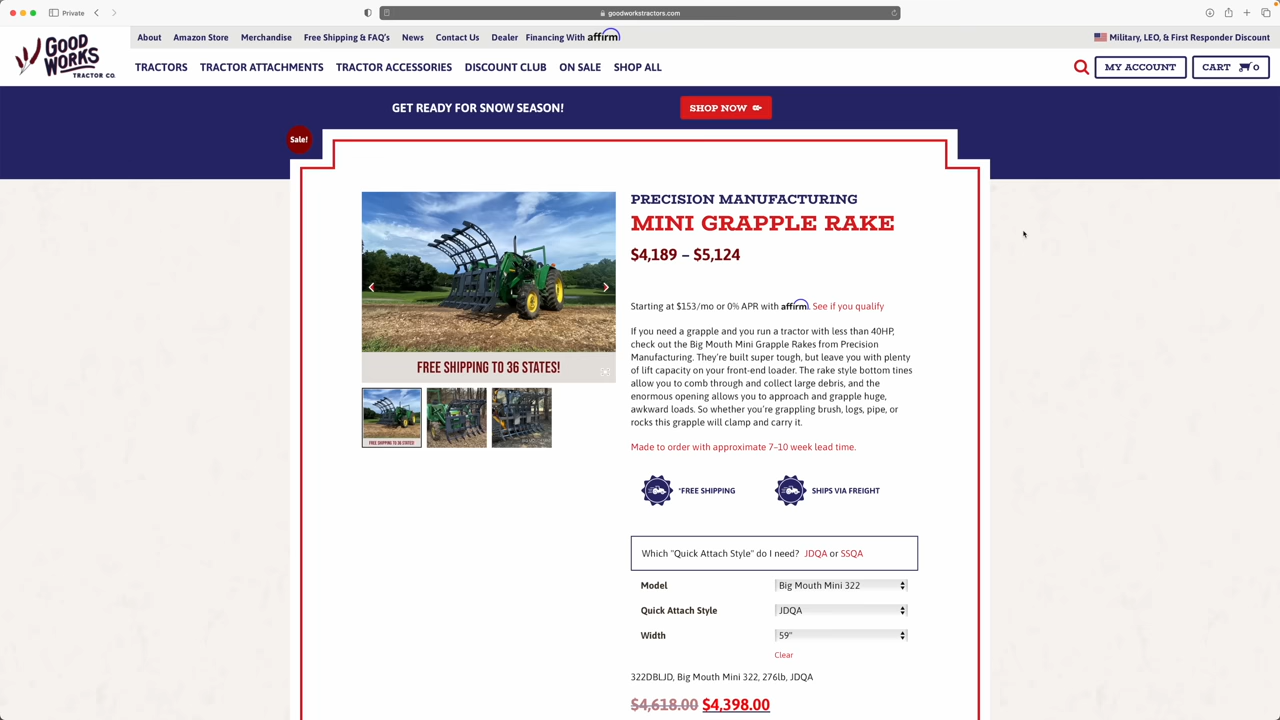 Private
goodworkstractors.com
GOOD
WORKS
TRACTOR CO.
About Amazon Store Merchandise Free Shipping & FAQ's News Contact Us Dealer Financing With affirm
Military, LEO, & First Responder Discount
TRACTORS TRACTOR ATTACHMENTS TRACTOR ACCESSORIES DISCOUNT CLUB ON SALE SHOP ALL
MY ACCOUNT CART 0
GET READY FOR SNOW SEASON! SHOP NOW
Sale!
FREE SHIPPING TO 36 STATES!
FREE SHIPPING TO 36 STATES!
PRECISION MANUFACTURING
MINI GRAPPLE RAKE
$4,189 – $5,124
Starting at $153/mo or 0% APR with affirm. See if you qualify
If you need a grapple and you run a tractor with less than 40HP,
check out the Big Mouth Mini Grapple Rakes from Precision
Manufacturing. They're built super tough, but leave you with plenty
of lift capacity on your front-end loader. The rake style bottom tines
allow you to comb through and collect large debris, and the
enormous opening allows you to approach and grapple huge,
awkward loads. So whether you're grappling brush, logs, pipe, or
rocks this grapple will clamp and carry it.
Made to order with approximate 7–10 week lead time.
*FREE SHIPPING SHIPS VIA FREIGHT
Which "Quick Attach Style" do I need? JDQA or SSQA
Model Big Mouth Mini 322
Quick Attach Style JDQA
Width 59"
Clear
322DBLJD, Big Mouth Mini 322, 276lb, JDQA
$4,618.00 $4,398.00